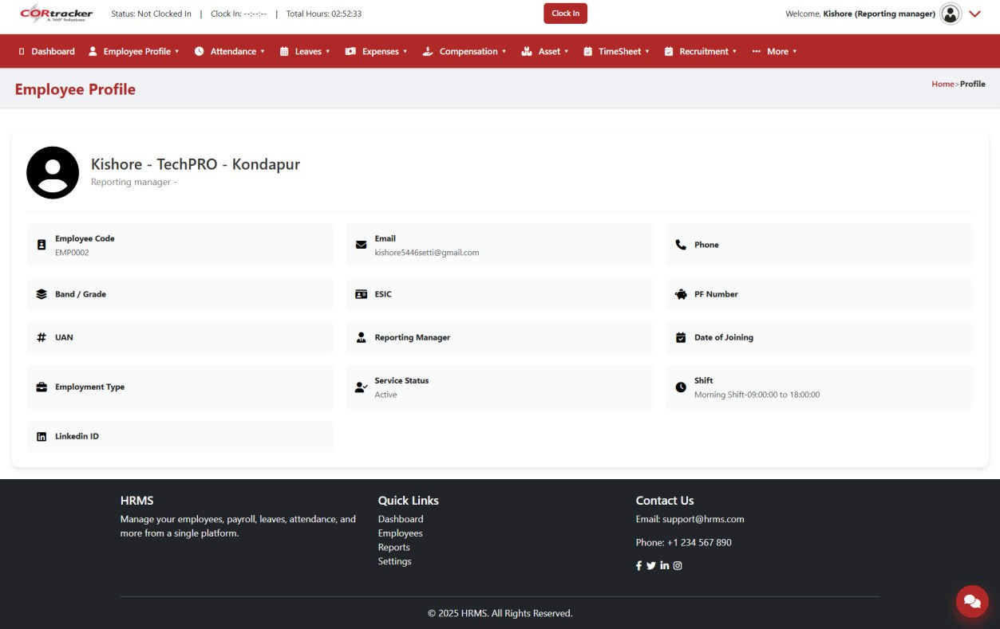 CORtracker
A 360° Solutions
Status: Not Clocked In | Clock In: --:--:-- | Total Hours: 02:52:33
Clock In
Welcome, Kishore (Reporting manager)
Dashboard Employee Profile Attendance Leaves Expenses Compensation Asset TimeSheet Recruitment More
Employee Profile
Home>Profile
Kishore - TechPRO - Kondapur
Reporting manager -
Employee Code
EMP0002
Email
kishore5446setti@gmail.com
Phone
Band / Grade
ESIC
PF Number
UAN
Reporting Manager
Date of Joining
Employment Type
Service Status
Active
Shift
Morning Shift-09:00:00 to 18:00:00
Linkedin ID
HRMS
Manage your employees, payroll, leaves, attendance, and
more from a single platform.
Quick Links
Dashboard
Employees
Reports
Settings
Contact Us
Email: support@hrms.com
Phone: +1 234 567 890
© 2025 HRMS. All Rights Reserved.